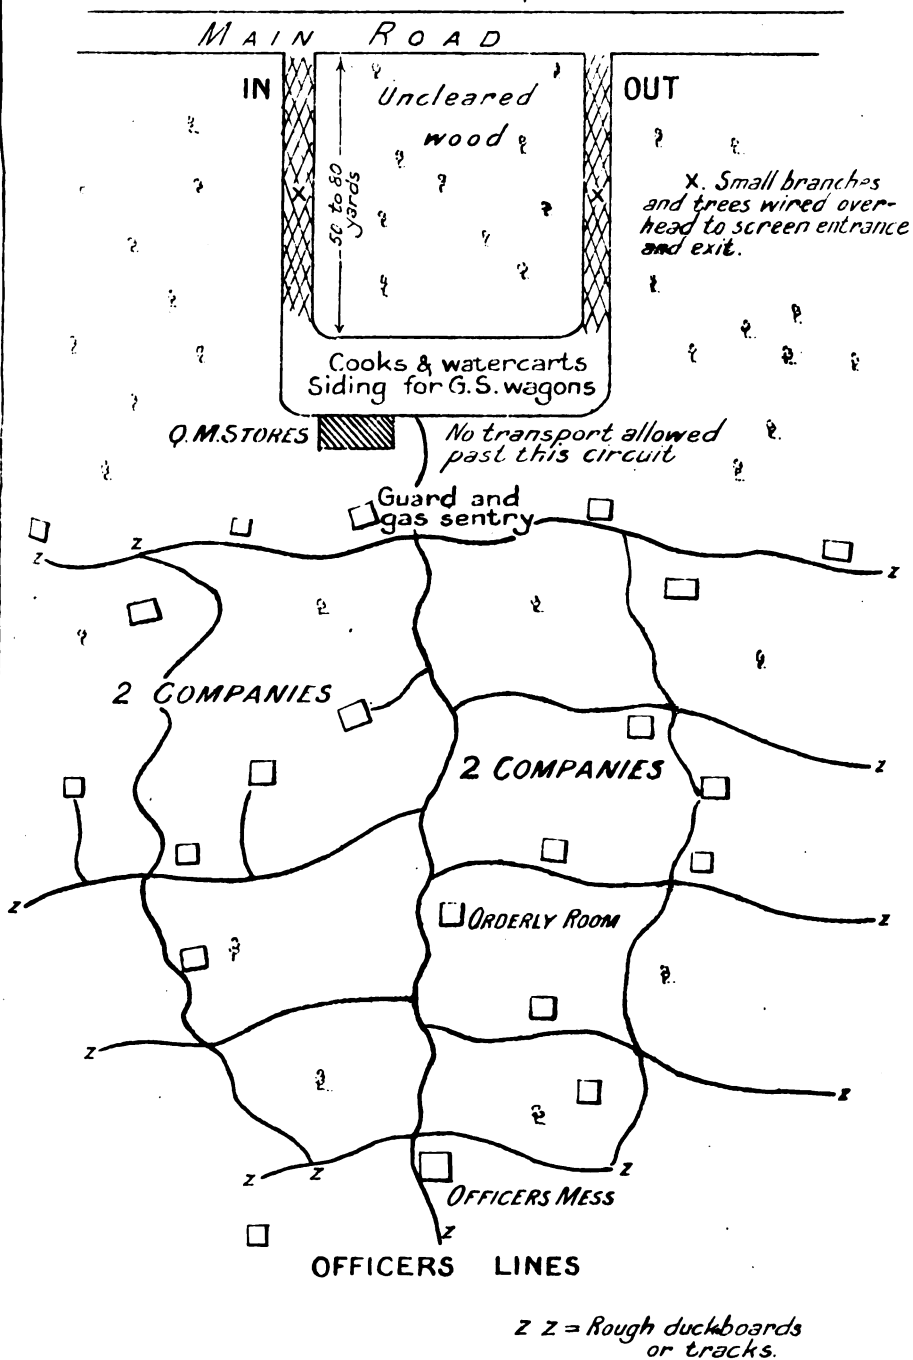 MAIN ROAD
IN
OUT
Uncleared
wood
50 to 80
yards
X
X
X. Small branches
and trees wired over-
head to screen entrance
and exit.
Cooks & watercarts
Siding for G.S. wagons
Q.M. STORES
No transport allowed
past this circuit
Guard and
gas sentry
z
z
z
2 COMPANIES
z
2 COMPANIES
z
z
ORDERLY ROOM
z
z
z
z
z
OFFICERS MESS
z
OFFICERS LINES
z z = Rough duckboards
or tracks.